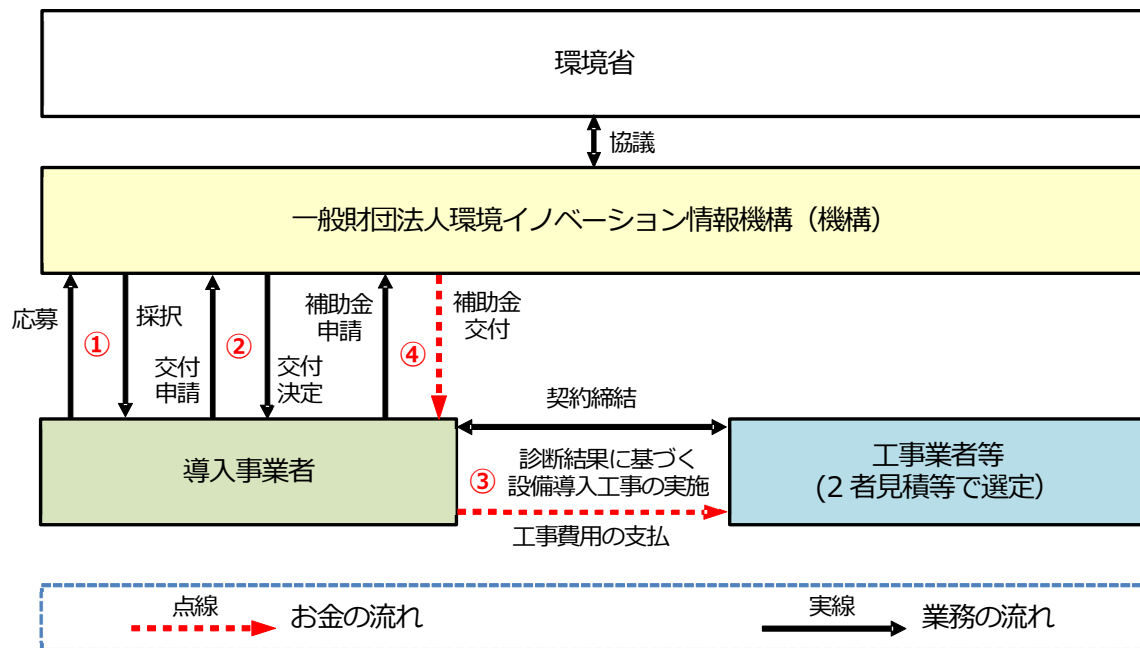 環境省
協議
一般財団法人環境イノベーション情報機構（機構）
応募
①
採択
交付
申請
②
交付
決定
補助金
申請
④
補助金
交付
契約締結
導入事業者
③
診断結果に基づく
設備導入工事の実施
工事費用の支払
工事業者等
(2 者見積等で選定）
点線
お金の流れ
実線
業務の流れ